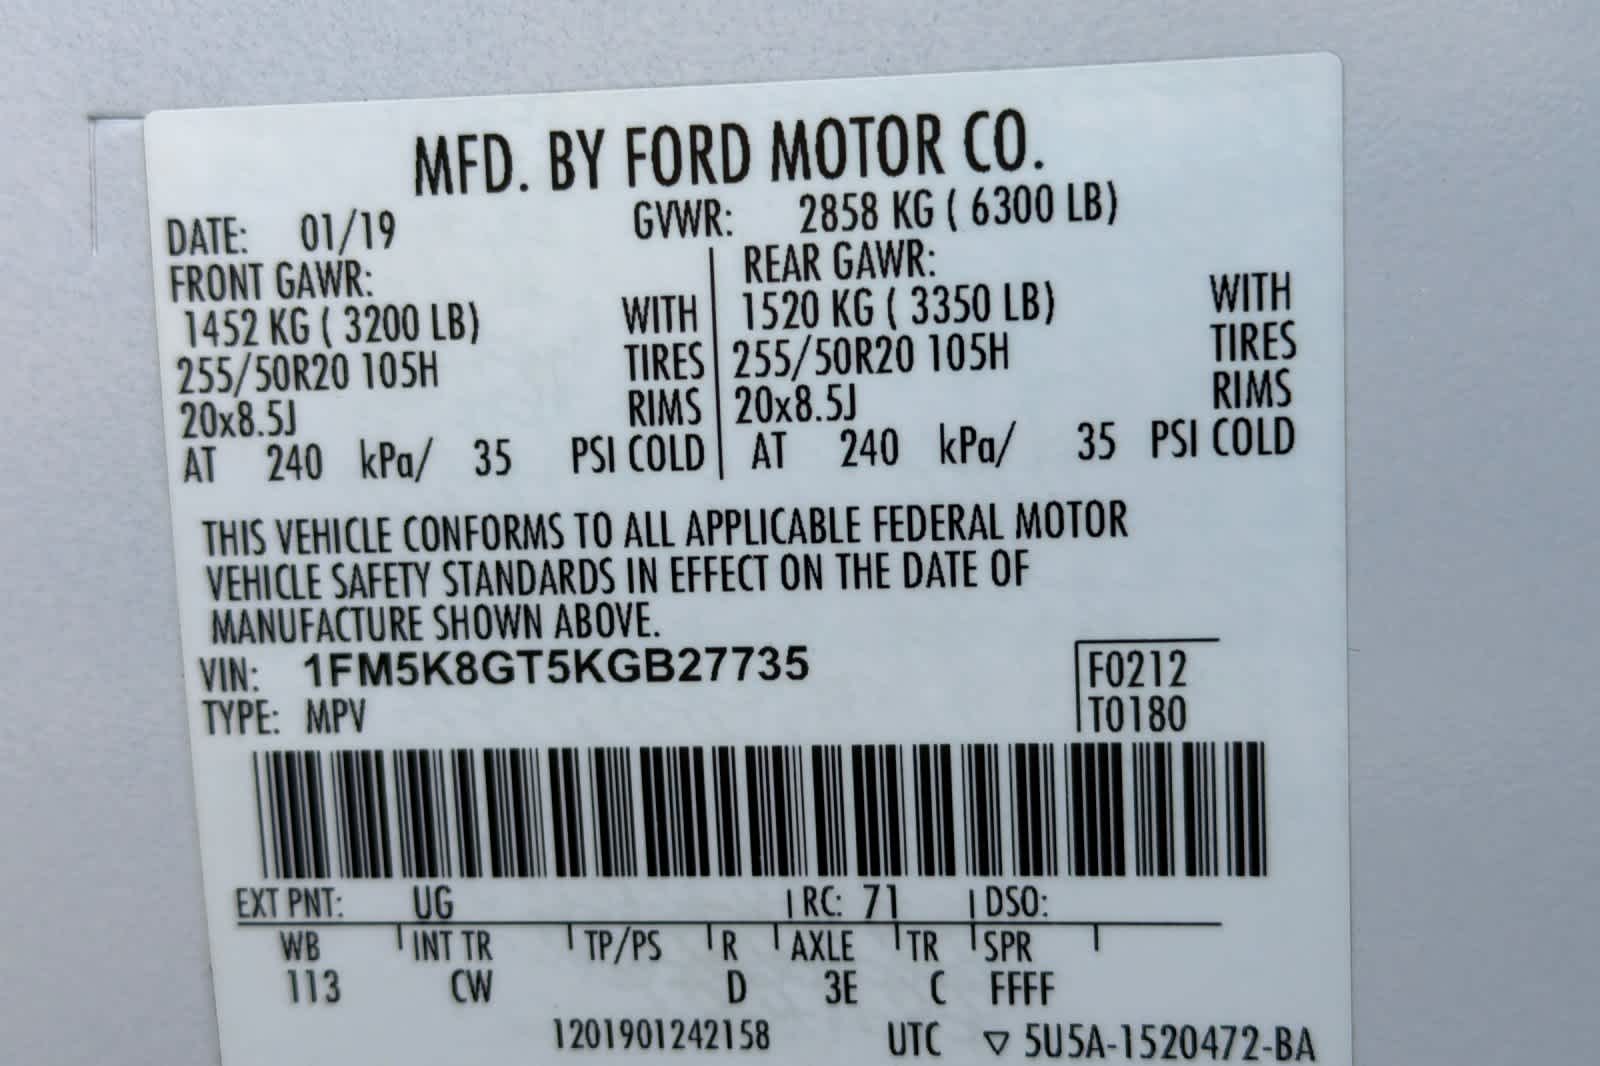 MFD. BY FORD MOTOR CO.
DATE: 01/19 GVWR: 2858 KG ( 6300 LB)
FRONT GAWR: REAR GAWR:
1452 KG ( 3200 LB) WITH 1520 KG ( 3350 LB) WITH
255/50R20 105H TIRES 255/50R20 105H TIRES
20x8.5J RIMS 20x8.5J RIMS
AT 240 kPa/ 35 PSI COLD AT 240 kPa/ 35 PSI COLD
THIS VEHICLE CONFORMS TO ALL APPLICABLE FEDERAL MOTOR
VEHICLE SAFETY STANDARDS IN EFFECT ON THE DATE OF
MANUFACTURE SHOWN ABOVE.
VIN: 1FM5K8GT5KGB27735 F0212
TYPE: MPV T0180
EXT PNT: UG RC: 71 DSO:
WB INT TR TP/PS R AXLE TR SPR
113 CW D 3E C FFFF
1201901242158 UTC ▽ 5U5A-1520472-BA